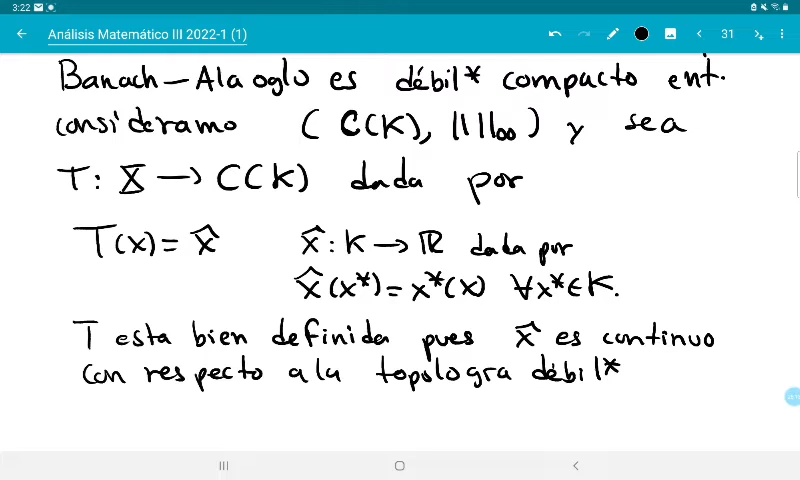 3:22
Análisis Matemático III 2022-1 (1)
31
Banach-Alaoglo es débil* compacto ent.
consideramo (C(K), || ||∞) y sea
T: X → C(K) dada por
T(x) = x̂ x̂: K → ℝ dada por
x̂(x*) = x*(x) ∀x* ∈ K.
T esta bien definida pues x̂ es continuo
con respecto a la topologra débil*